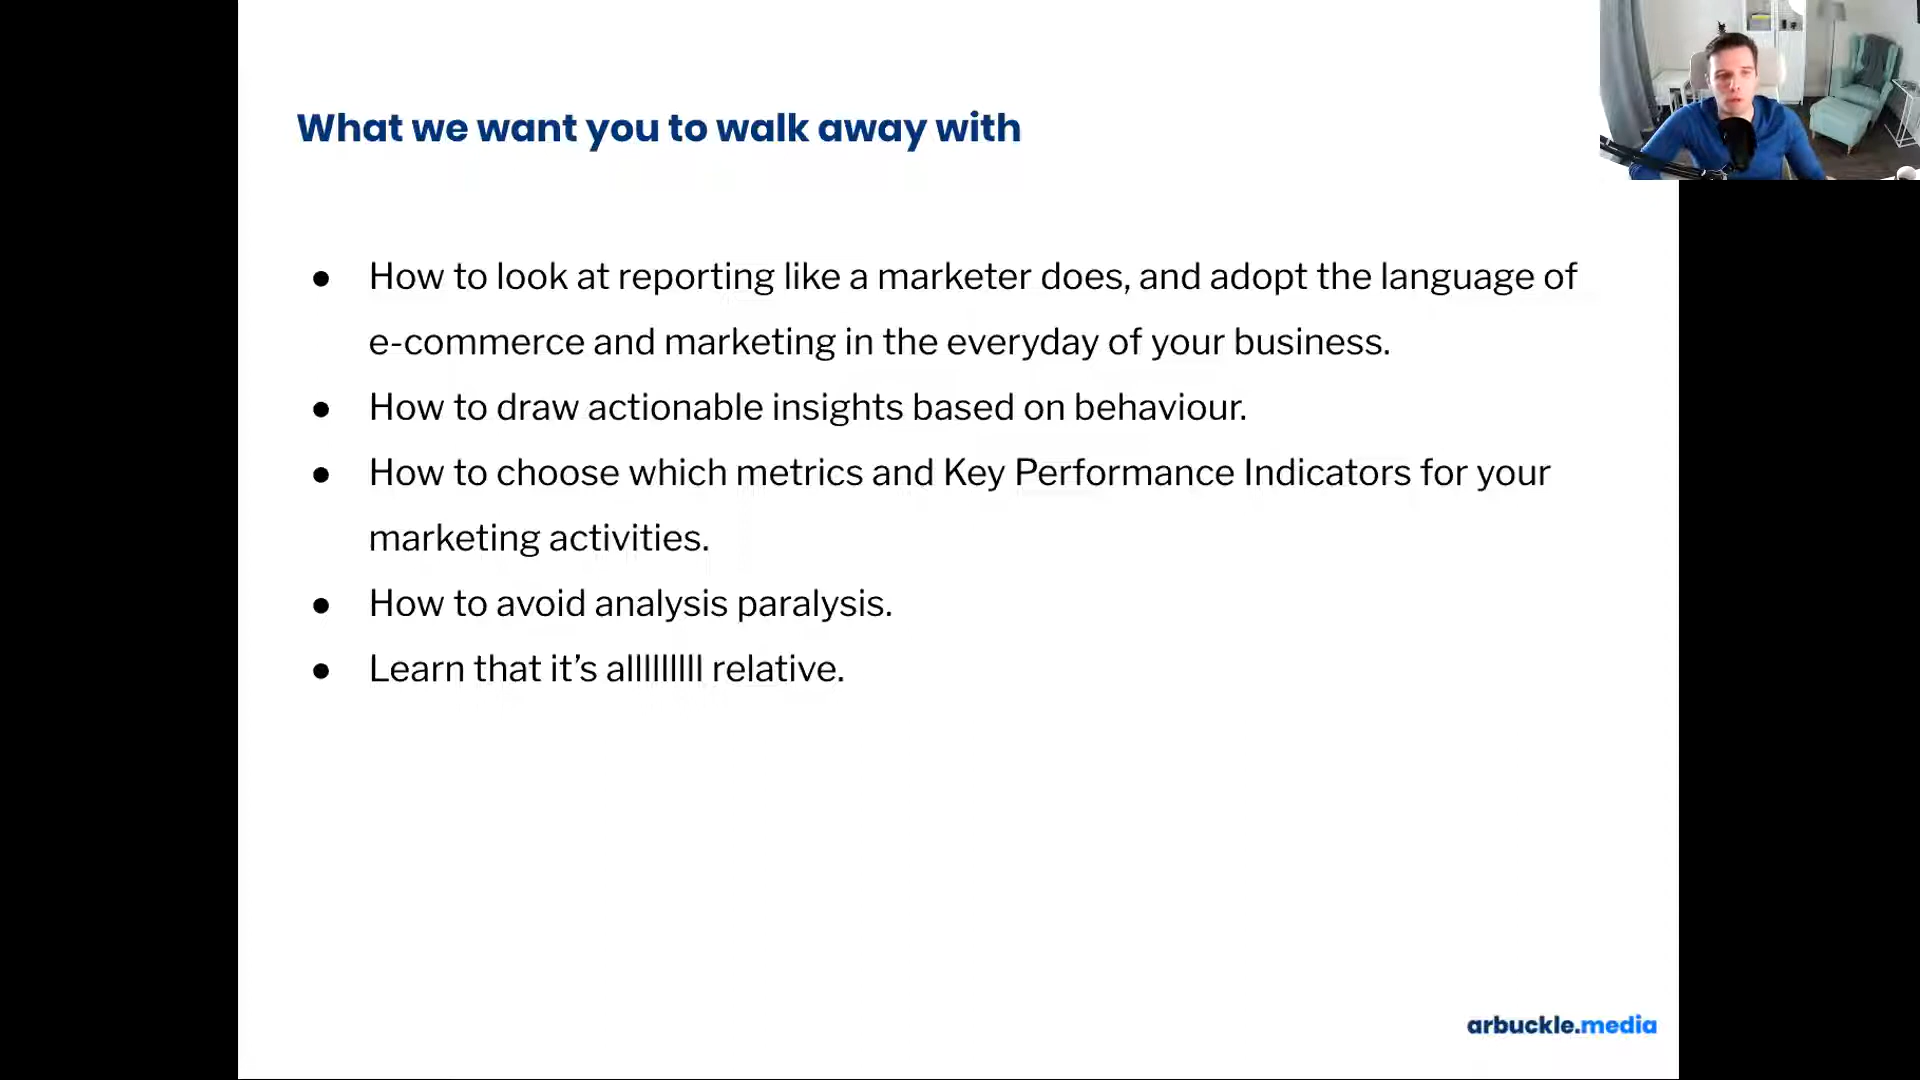 What we want you to walk away with
● How to look at reporting like a marketer does, and adopt the language of
e-commerce and marketing in the everyday of your business.
● How to draw actionable insights based on behaviour.
● How to choose which metrics and Key Performance Indicators for your
marketing activities.
● How to avoid analysis paralysis.
● Learn that it’s alllllllll relative.
arbuckle.media